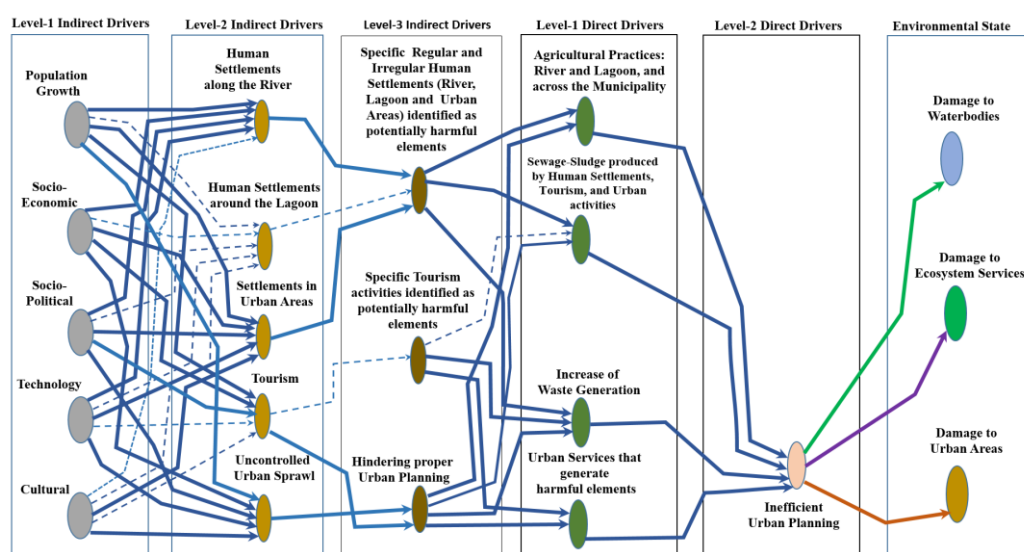 Level-1 Indirect Drivers
Level-2 Indirect Drivers
Level-3 Indirect Drivers
Level-1 Direct Drivers
Level-2 Direct Drivers
Environmental State
Population
Growth
Socio-
Economic
Socio-
Political
Technology
Cultural
Human
Settlements
along the River
Human Settlements
around the Lagoon
Settlements in
Urban Areas
Tourism
Uncontrolled
Urban Sprawl
Specific Regular and
Irregular Human
Settlements (River,
Lagoon and Urban
Areas) identified as
potentially harmful
elements
Specific Tourism
activities identified as
potentially harmful
elements
Hindering proper
Urban Planning
Agricultural Practices:
River and Lagoon, and
across the Municipality
Sewage-Sludge produced
by Human Settlements,
Tourism, and Urban
activities
Increase of
Waste Generation
Urban Services that
generate
harmful elements
Inefficient
Urban Planning
Damage to
Waterbodies
Damage to
Ecosystem Services
Damage to
Urban Areas